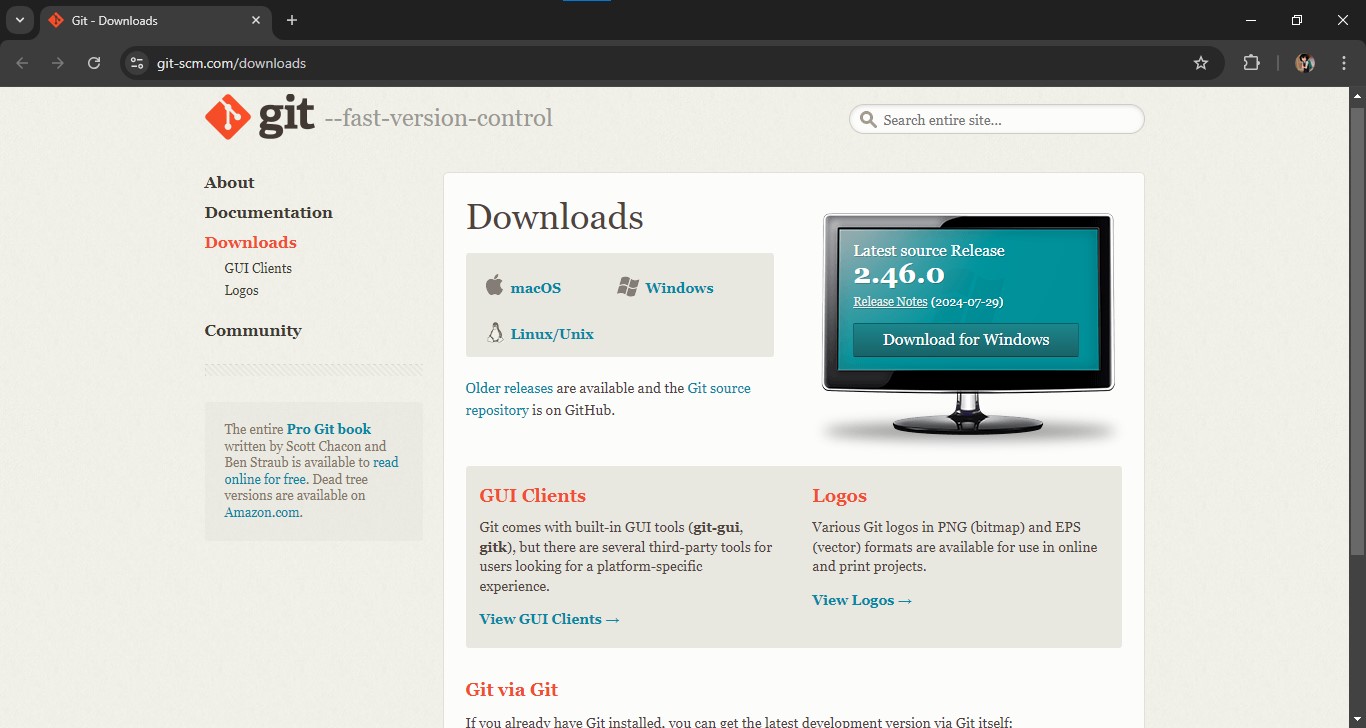 Git - Downloads
git-scm.com/downloads
git --fast-version-control
Search entire site...
About
Documentation
Downloads
GUI Clients
Logos
Community
The entire Pro Git book
written by Scott Chacon and
Ben Straub is available to read
online for free. Dead tree
versions are available on
Amazon.com.
Downloads
macOS
Windows
Linux/Unix
Older releases are available and the Git source
repository is on GitHub.
Latest source Release
2.46.0
Release Notes (2024-07-29)
Download for Windows
GUI Clients
Git comes with built-in GUI tools (git-gui,
gitk), but there are several third-party tools for
users looking for a platform-specific
experience.
View GUI Clients →
Logos
Various Git logos in PNG (bitmap) and EPS
(vector) formats are available for use in online
and print projects.
View Logos →
Git via Git
If you already have Git installed, you can get the latest development version via Git itself: